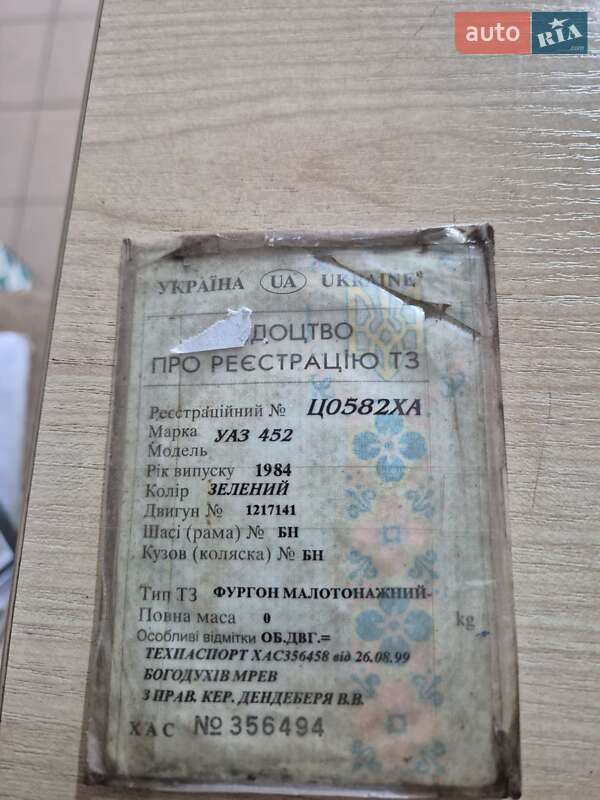 auto RIA.com
УКРАЇНА UA UKRAINE
ДОЦТВО
ПРО РЕЄСТРАЦІЮ ТЗ
Реєстраційний № Ц0582ХА
Марка УАЗ 452
Модель
Рік випуску 1984
Колір ЗЕЛЕНИЙ
Двигун № 1217141
Шасі (рама) № БН
Кузов (коляска) № БН
Тип ТЗ ФУРГОН МАЛОТОНАЖНИЙ-
Повна маса 0 kg
Особливі відмітки ОБ.ДВГ.=
ТЕХПАСПОРТ ХАС356458 від 26.08.99
БОГОДУХІВ МРЕВ
З ПРАВ. КЕР. ДЕНДЕБЕРЯ В.В.
ХАС №356494